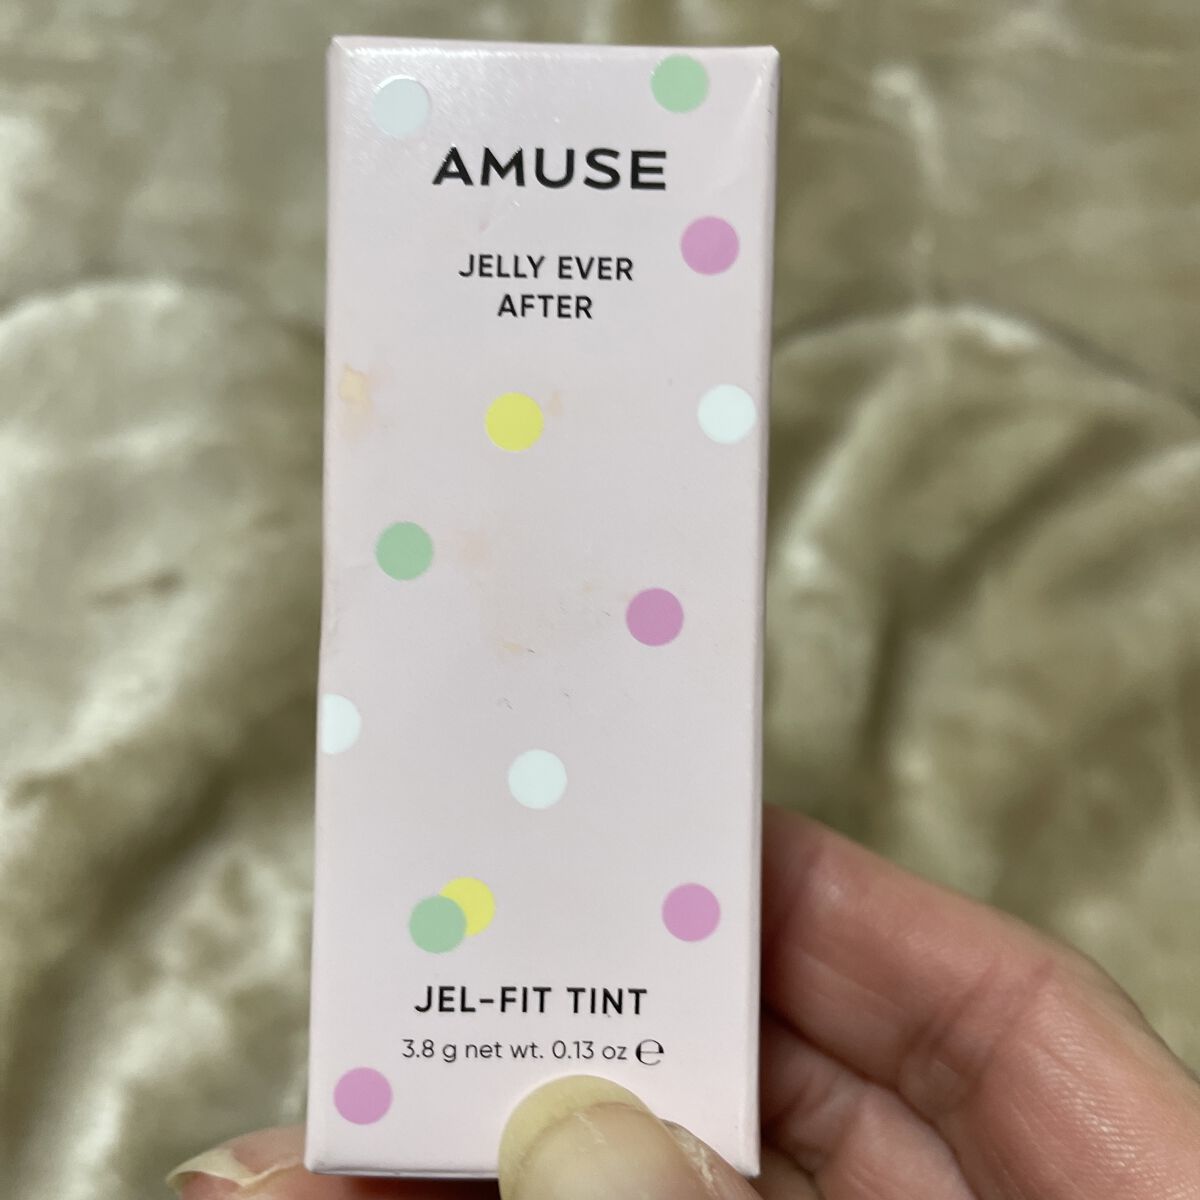 AMUSE
JELLY EVER
AFTER
JEL-FIT TINT
3.8 g net wt. 0.13 oz ℮